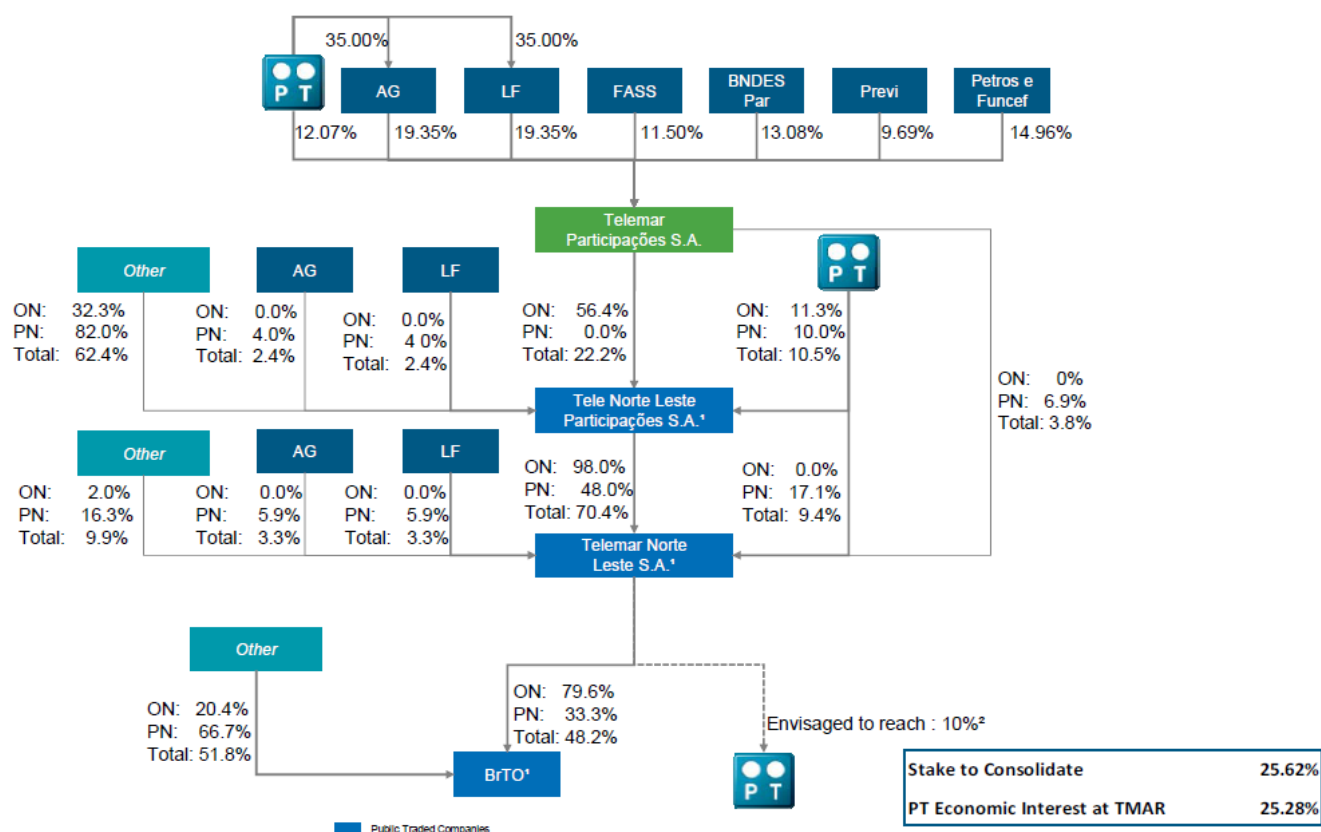 35.00%
35.00%
P T
AG
LF
FASS
BNDES
Par
Previ
Petros e
Funcef
12.07%
19.35%
19.35%
11.50%
13.08%
9.69%
14.96%
Telemar
Participações S.A.
Other
AG
LF
P T
ON: 32.3%
PN: 82.0%
Total: 62.4%
ON: 0.0%
PN: 4.0%
Total: 2.4%
ON: 0.0%
PN: 4 0%
Total: 2.4%
ON: 56.4%
PN: 0.0%
Total: 22.2%
ON: 11.3%
PN: 10.0%
Total: 10.5%
ON: 0%
PN: 6.9%
Total: 3.8%
Tele Norte Leste
Participações S.A.¹
Other
AG
LF
ON: 2.0%
PN: 16.3%
Total: 9.9%
ON: 0.0%
PN: 5.9%
Total: 3.3%
ON: 0.0%
PN: 5.9%
Total: 3.3%
ON: 98.0%
PN: 48.0%
Total: 70.4%
ON: 0.0%
PN: 17.1%
Total: 9.4%
Telemar Norte
Leste S.A.¹
Other
ON: 20.4%
PN: 66.7%
Total: 51.8%
ON: 79.6%
PN: 33.3%
Total: 48.2%
Envisaged to reach : 10%²
BrTO¹
P T
Stake to Consolidate 25.62%
PT Economic Interest at TMAR 25.28%
Public Traded Companies